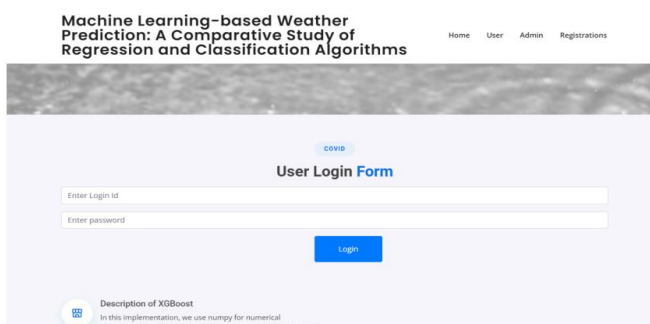 Machine Learning-based Weather
Prediction: A Comparative Study of
Regression and Classification Algorithms
Home User Admin Registrations
COVID
User Login Form
Enter Login Id
Enter password
Login
Description of XGBoost
In this implementation, we use numpy for numerical